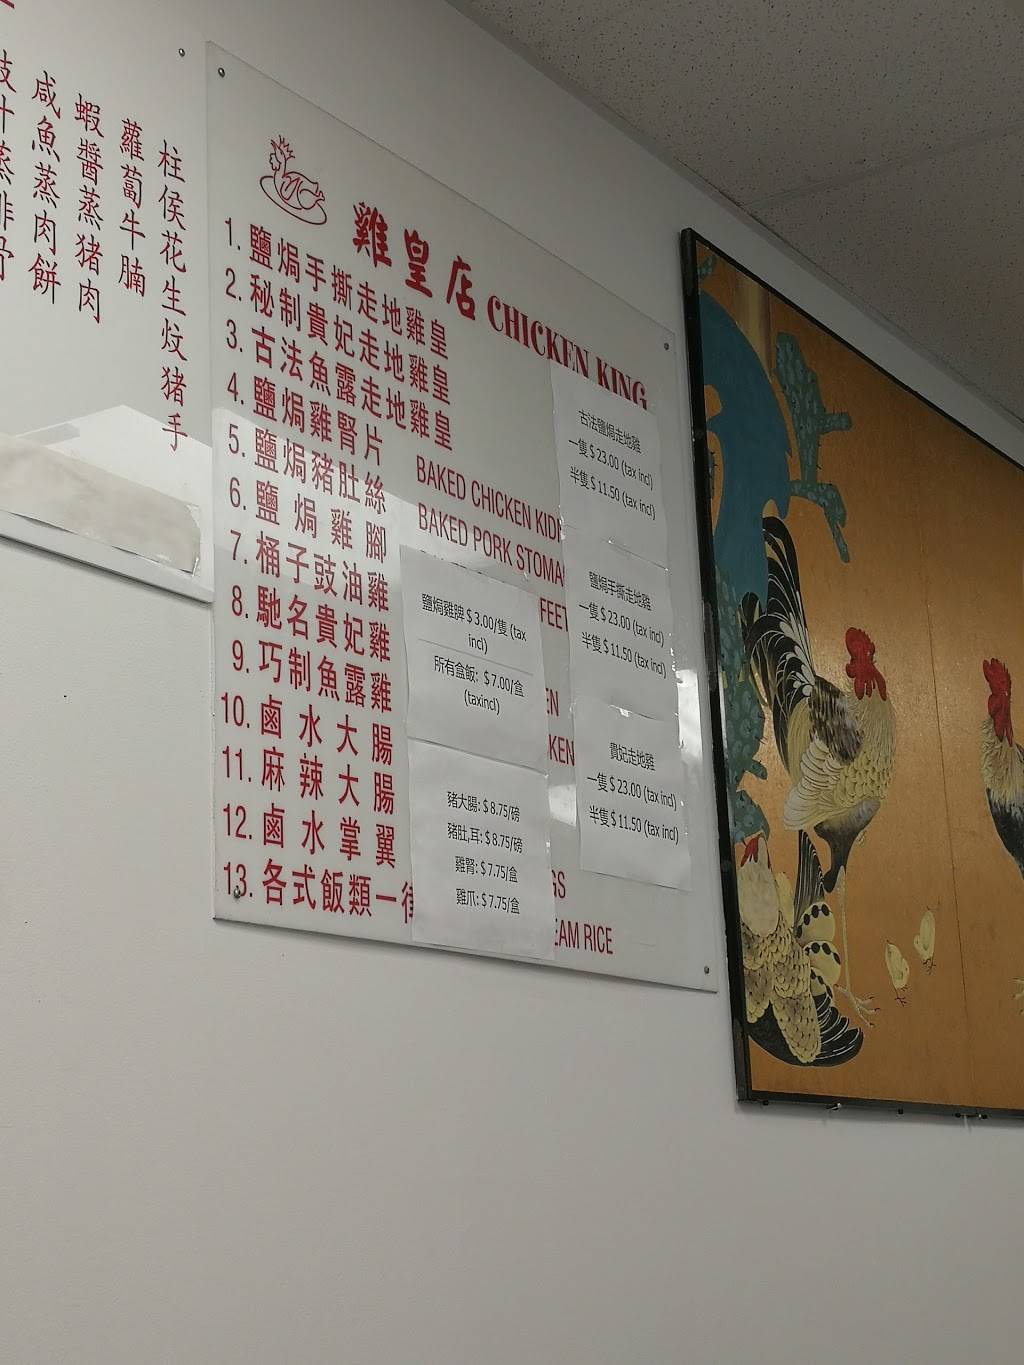 柱侯花生炆猪手
蘿蔔牛腩
蝦醬蒸猪肉
咸魚蒸肉餅
豉汁蒸排骨
雞皇店 CHICKEN KING
1. 鹽焗手撕走地雞皇
2. 秘制貴妃走地雞皇
3. 古法魚露走地雞皇
4. 鹽焗雞腎片 BAKED CHICKEN KIDN
5. 鹽焗豬肚絲 BAKED PORK STOMA
6. 鹽焗雞腳 FEET
7. 桶子豉油雞
8. 馳名貴妃雞 EN
9. 巧制魚露雞 KEN
10. 鹵水大腸
11. 麻辣大腸
12. 鹵水掌翼 GS
13. 各式飯類一律 EAM RICE
古法鹽焗走地雞
一隻 $ 23.00 (tax incl)
半隻 $ 11.50 (tax incl)
鹽焗手撕走地雞
一隻 $ 23.00 (tax incl)
半隻 $ 11.50 (tax incl)
貴妃走地雞
一隻 $ 23.00 (tax incl)
半隻 $ 11.50 (tax incl)
鹽焗雞脾 $ 3.00/隻 (tax
incl)
所有盒飯: $ 7.00/盒
(taxincl)
豬大腸: $ 8.75/磅
豬肚,耳: $ 8.75/磅
雞腎: $ 7.75/盒
雞爪: $ 7.75/盒